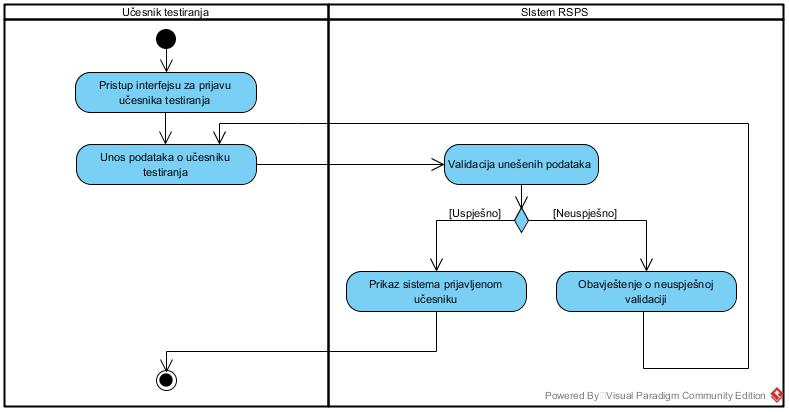 Učesnik testiranja
SIstem RSPS
Pristup interfejsu za prijavu
učesnika testiranja
Unos podataka o učesniku
testiranja
Validacija unešenih podataka
[Uspješno]
[Neuspješno]
Prikaz sistema prijavljenom
učesniku
Obavještenje o neuspješnoj
validaciji
Powered By Visual Paradigm Community Edition